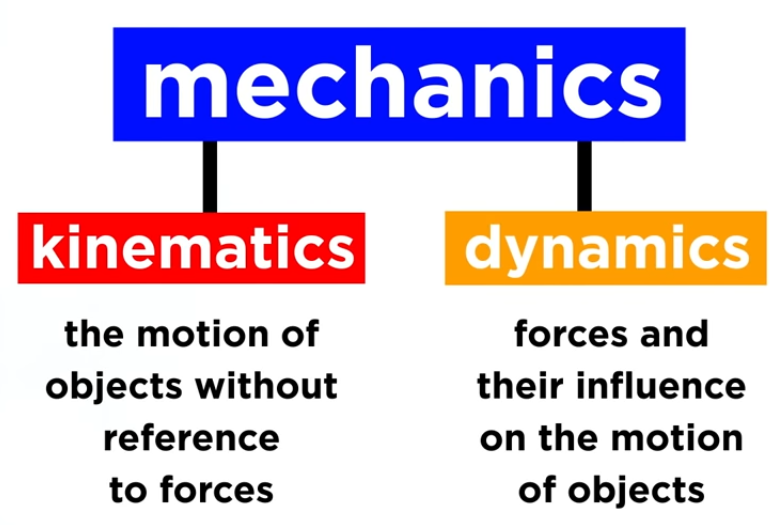 mechanics
kinematics
the motion of
objects without
reference
to forces
dynamics
forces and
their influence
on the motion
of objects